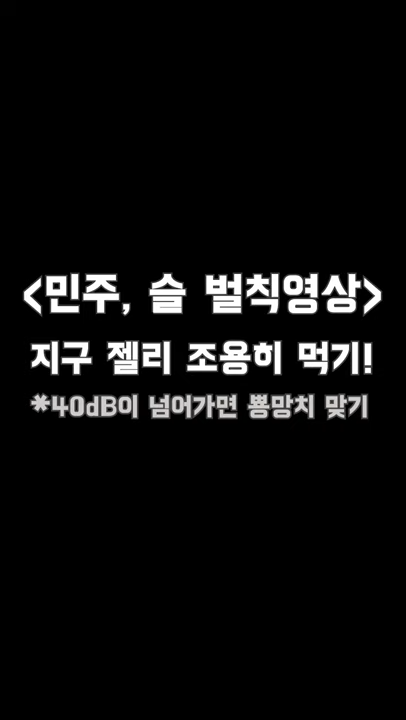 <민주, 슬 벌칙영상>
지구 젤리 조용히 먹기!
*40dB이 넘어가면 뿅망치 맞기